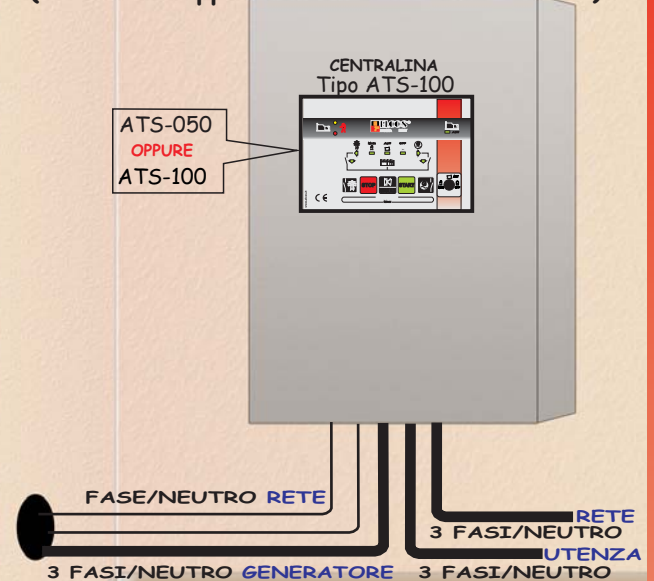 CENTRALINA
Tipo ATS-100
ATS-050
OPPURE
ATS-100
STOP
START
CE
FASE/NEUTRO RETE
RETE
3 FASI/NEUTRO
UTENZA
3 FASI/NEUTRO GENERATORE
3 FASI/NEUTRO